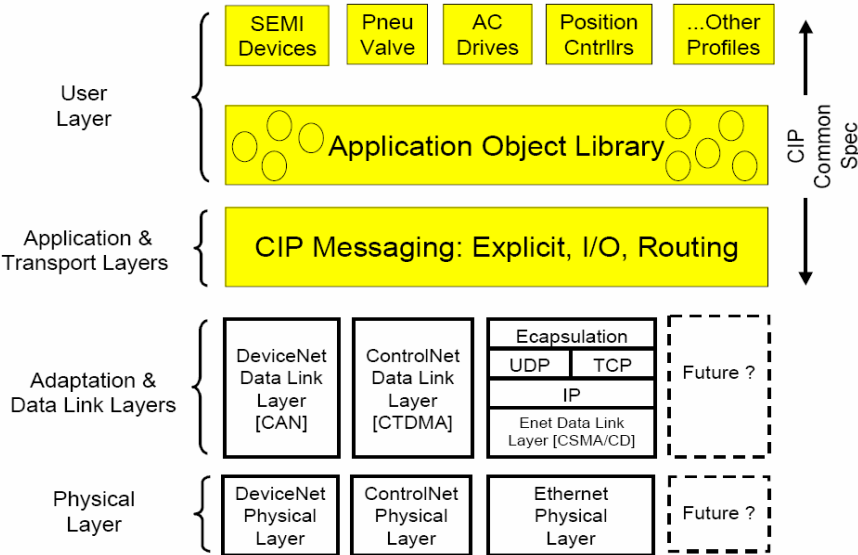 SEMI
Devices
Pneu
Valve
AC
Drives
Position
Cntrllrs
...Other
Profiles
User
Layer
Application Object Library
CIP
Common
Spec
Application &
Transport Layers
CIP Messaging: Explicit, I/O, Routing
Adaptation &
Data Link Layers
DeviceNet
Data Link
Layer
[CAN]
ControlNet
Data Link
Layer
[CTDMA]
Ecapsulation
UDP
TCP
IP
Enet Data Link
Layer [CSMA/CD]
Future ?
Physical
Layer
DeviceNet
Physical
Layer
ControlNet
Physical
Layer
Ethernet
Physical
Layer
Future ?